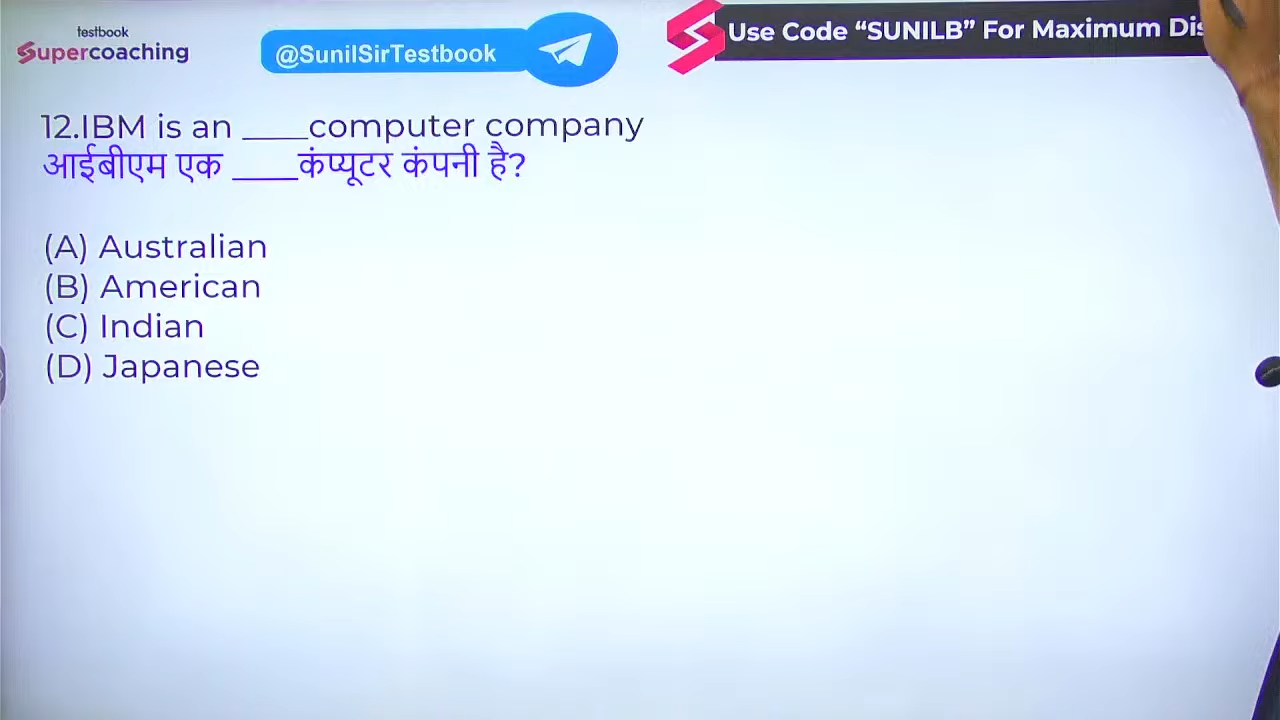 testbook
Supercoaching
@SunilSirTestbook
Use Code “SUNILB” For Maximum
12.IBM is an ____computer company
आईबीएम एक ____कंप्यूटर कंपनी है?
(A) Australian
(B) American
(C) Indian
(D) Japanese